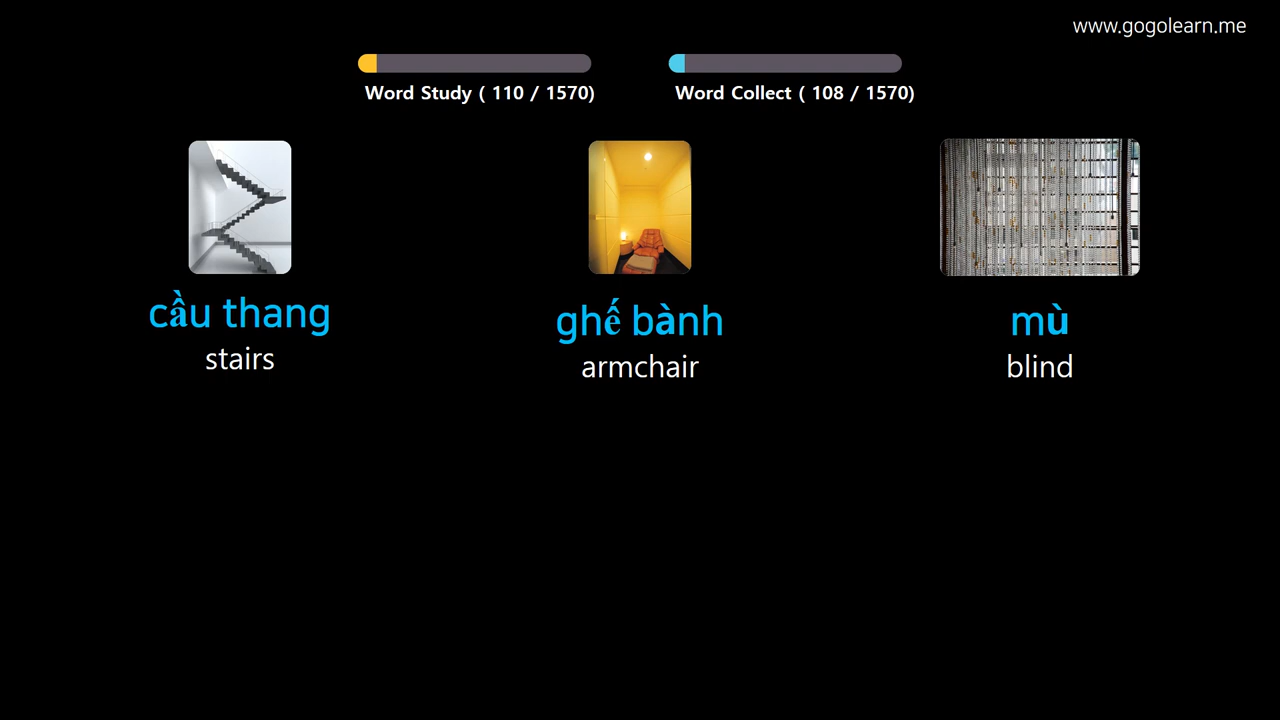 www.gogolearn.me
Word Study ( 110 / 1570)
Word Collect ( 108 / 1570)
cầu thang
stairs
ghế bành
armchair
mù
blind